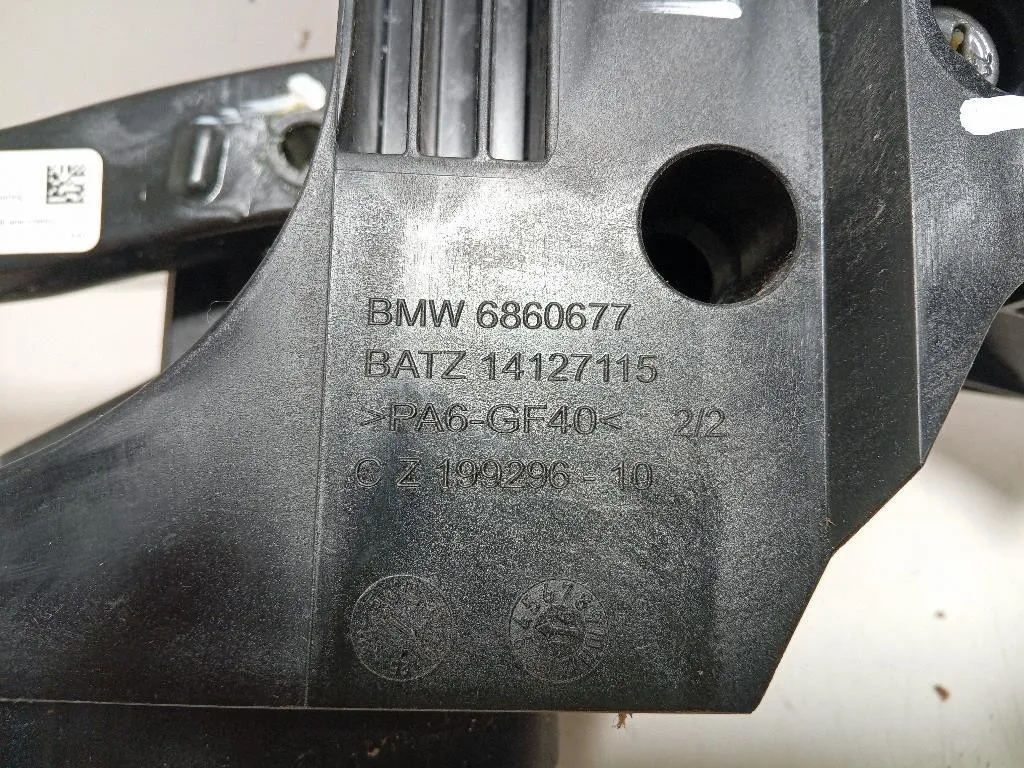 BMW 6860677
BATZ 14127115
>PA6-GF40< 2/2
C Z 199296 - 10